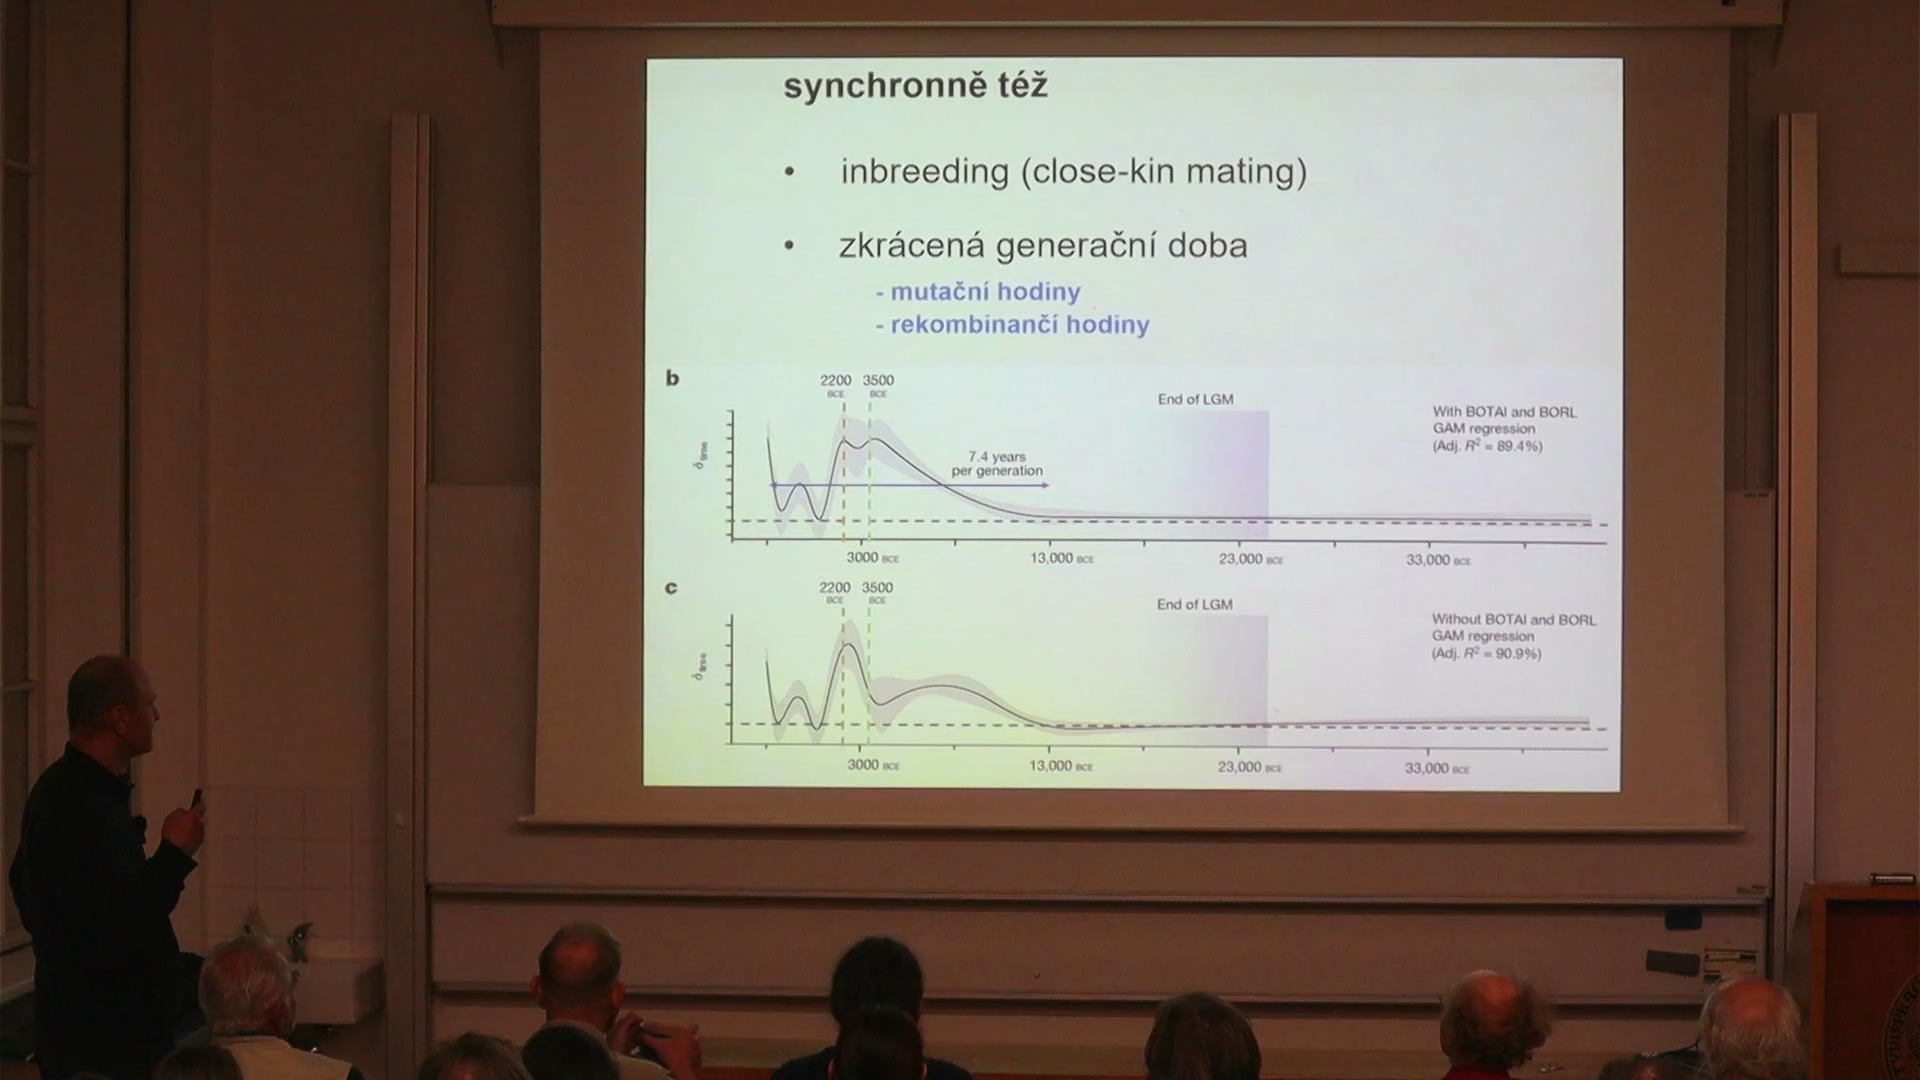 synchronně též
• inbreeding (close-kin mating)
• zkrácená generační doba
- mutační hodiny
- rekombinančí hodiny
b
2200 3500
BCE BCE
End of LGM
With BOTAI and BORL
GAM regression
(Adj. R² = 89.4%)
7.4 years
per generation
∂time
3000 BCE 13,000 BCE 23,000 BCE 33,000 BCE
c
2200 3500
BCE BCE
End of LGM
Without BOTAI and BORL
GAM regression
(Adj. R² = 90.9%)
∂time
3000 BCE 13,000 BCE 23,000 BCE 33,000 BCE